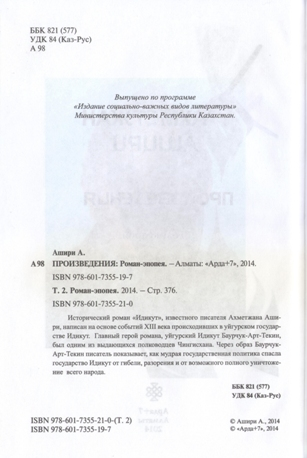 ББК 821 (577)
УДК 84 (Каз-Рус)
А 98
Выпущено по программе
«Издание социально-важных видов литературы»
Министерства культуры Республики Казахстан.
Ашири А.
А98 ПРОИЗВЕДЕНИЯ: Роман-эпопея. – Алматы: «Арда+7», 2014.
ISBN 978-601-7355-19-7
Т. 2. Роман-эпопея. 2014. – Стр. 376.
ISBN 978-601-7355-21-0
Исторический роман «Идикут», известного писателя Ахметжана Аши-
ри, написан на основе событий XIII века происходивших в уйгурском государ-
стве Идикут. Главный герой романа, уйгурский Идикут Баурчук-Арт-Текин,
был одним из выдающихся полководцев Чингисхана. Через образ Баурчук-
Арт-Текин писатель показывает, как мудрая государственная политика спасла
государство Идикут от гибели, разорения и от возможного полного уничтоже-
ние всего народа.
ББК 821 (577)
УДК 84 (Каз-Рус)
ISBN 978-601-7355-21-0 (Т. 2)
ISBN 978-601-7355-19-7
© Ашири А., 2014
© «Арда+7», 2014